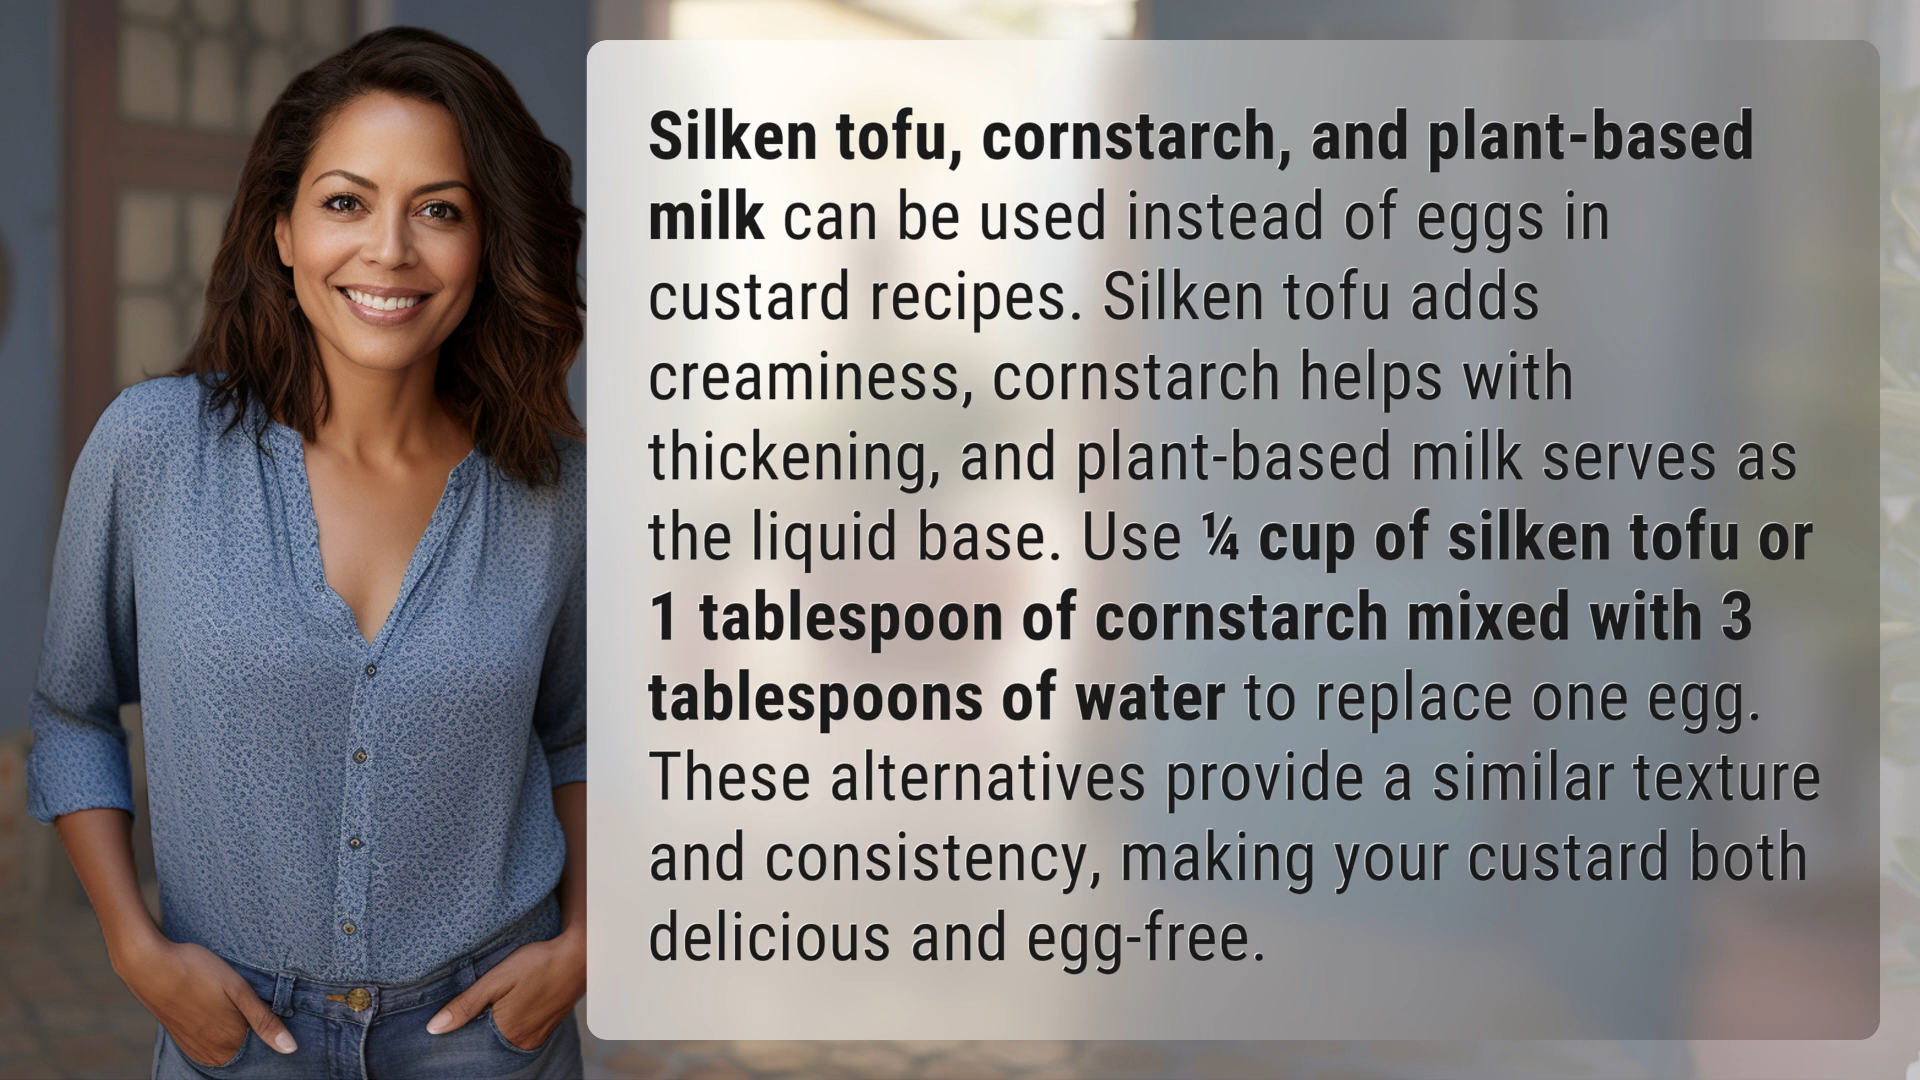 Silken tofu, cornstarch, and plant-based
milk can be used instead of eggs in
custard recipes. Silken tofu adds
creaminess, cornstarch helps with
thickening, and plant-based milk serves as
the liquid base. Use ¼ cup of silken tofu or
1 tablespoon of cornstarch mixed with 3
tablespoons of water to replace one egg.
These alternatives provide a similar texture
and consistency, making your custard both
delicious and egg-free.